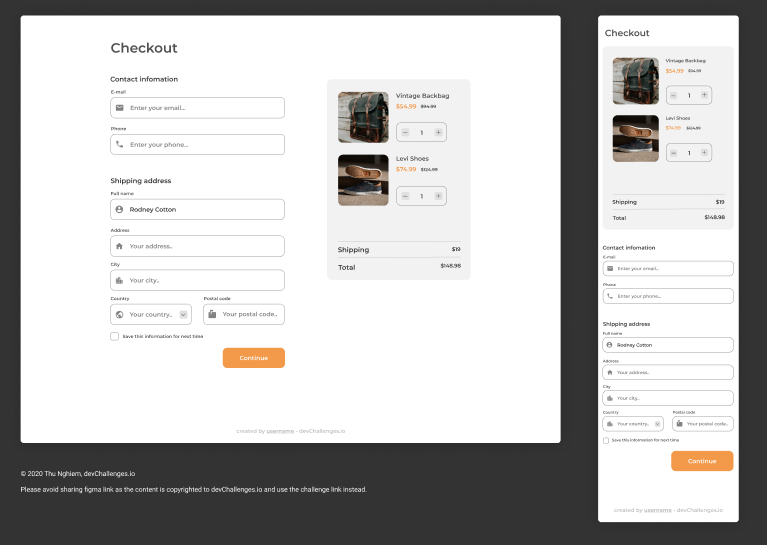 Checkout
Contact infomation
E-mail
Enter your email...
Phone
Enter your phone...
Shipping address
Full name
Rodney Cotton
Address
Your address..
City
Your city..
Country
Postal code
Your country..
Your postal code..
Save this information for next time
Continue
Vintage Backbag
$54.99 $94.99
1
Levi Shoes
$74.99 $124.99
1
Shipping $19
Total $148.98
created by username - devChallenges.io
Checkout
Vintage Backbag
$54.99 $94.99
1
Levi Shoes
$74.99 $124.99
1
Shipping $19
Total $148.98
Contact infomation
E-mail
Enter your email...
Phone
Enter your phone...
Shipping address
Full name
Rodney Cotton
Address
Your address..
City
Your city..
Country
Postal code
Your country..
Your postal code..
Save this information for next time
Continue
created by username - devChallenges.io
© 2020 Thu Nghiem, devChallenges.io
Please avoid sharing figma link as the content is copyrighted to devChallenges.io and use the challenge link instead.